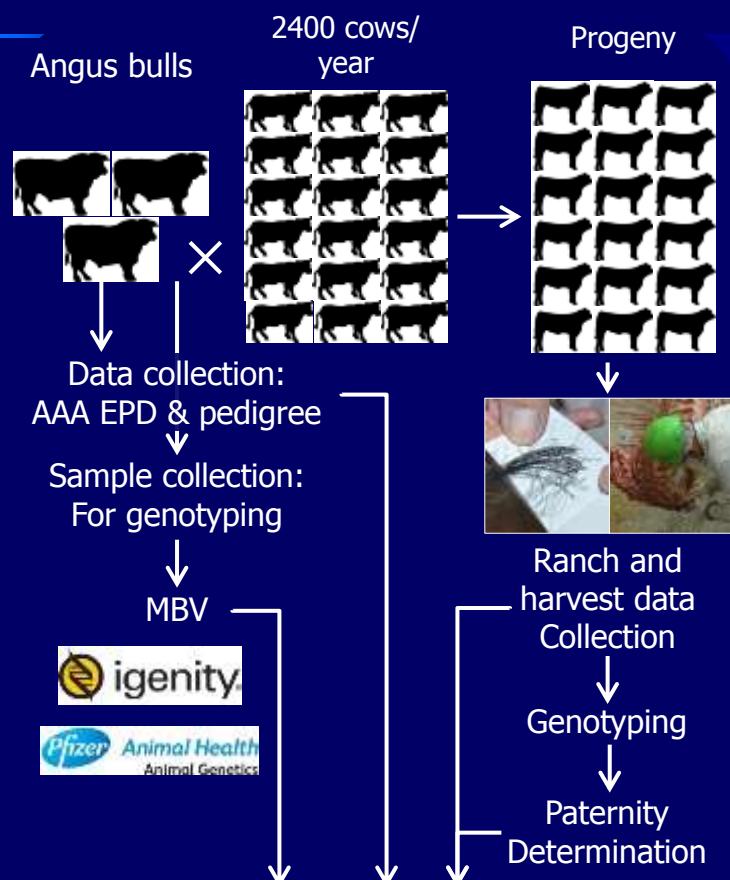 Angus bulls
2400 cows/
year
Progeny
Data collection:
AAA EPD & pedigree
Sample collection:
For genotyping
MBV
igenity.
Pfizer Animal Health
Animal Genetics
Ranch and
harvest data
Collection
Genotyping
Paternity
Determination